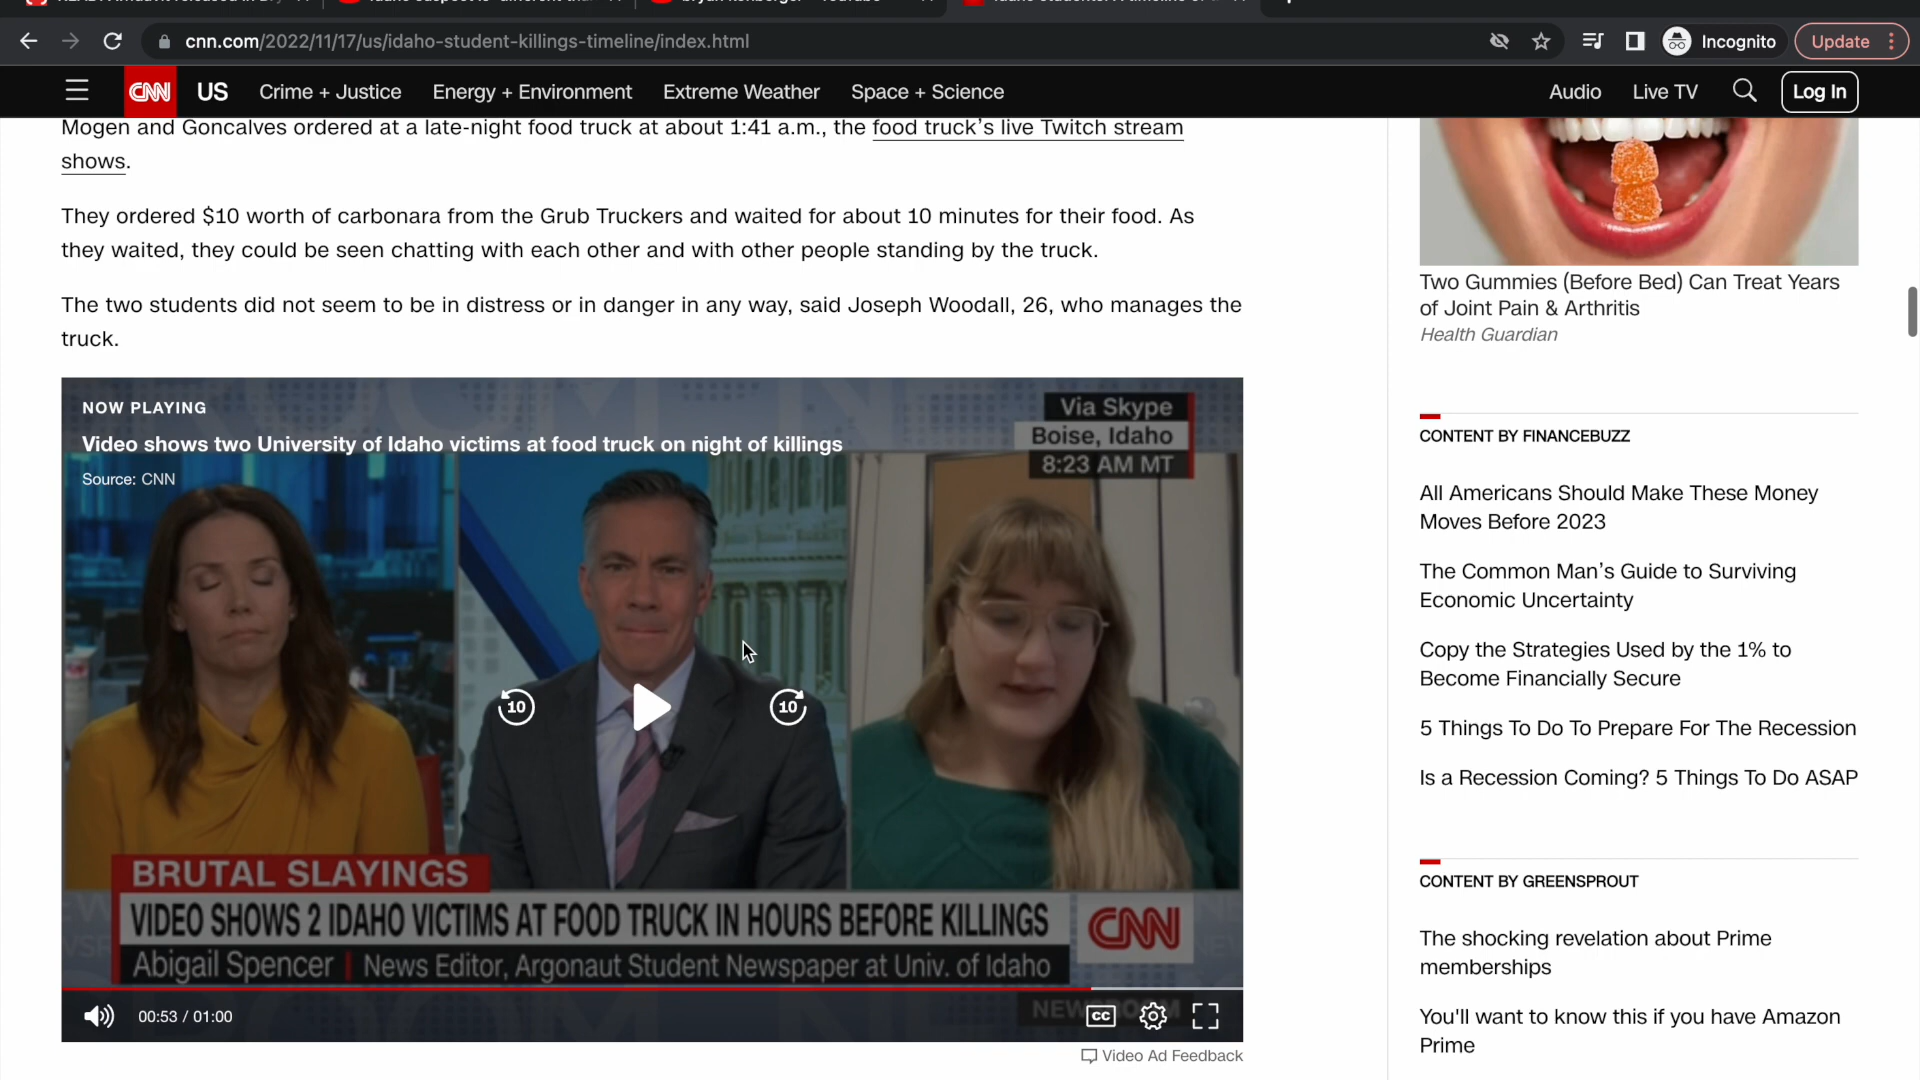 cnn.com/2022/11/17/us/idaho-student-killings-timeline/index.html
Incognito
Update
CNN US Crime + Justice Energy + Environment Extreme Weather Space + Science Audio Live TV Log In
Mogen and Goncalves ordered at a late-night food truck at about 1:41 a.m., the food truck’s live Twitch stream
shows.
They ordered $10 worth of carbonara from the Grub Truckers and waited for about 10 minutes for their food. As
they waited, they could be seen chatting with each other and with other people standing by the truck.
The two students did not seem to be in distress or in danger in any way, said Joseph Woodall, 26, who manages the
truck.
NOW PLAYING
Video shows two University of Idaho victims at food truck on night of killings
Source: CNN
Via Skype
Boise, Idaho
8:23 AM MT
10
10
BRUTAL SLAYINGS
VIDEO SHOWS 2 IDAHO VICTIMS AT FOOD TRUCK IN HOURS BEFORE KILLINGS
CNN
Abigail Spencer | News Editor, Argonaut Student Newspaper at Univ. of Idaho
00:53 / 01:00
CC
Video Ad Feedback
Two Gummies (Before Bed) Can Treat Years
of Joint Pain & Arthritis
Health Guardian
CONTENT BY FINANCEBUZZ
All Americans Should Make These Money
Moves Before 2023
The Common Man’s Guide to Surviving
Economic Uncertainty
Copy the Strategies Used by the 1% to
Become Financially Secure
5 Things To Do To Prepare For The Recession
Is a Recession Coming? 5 Things To Do ASAP
CONTENT BY GREENSPROUT
The shocking revelation about Prime
memberships
You'll want to know this if you have Amazon
Prime